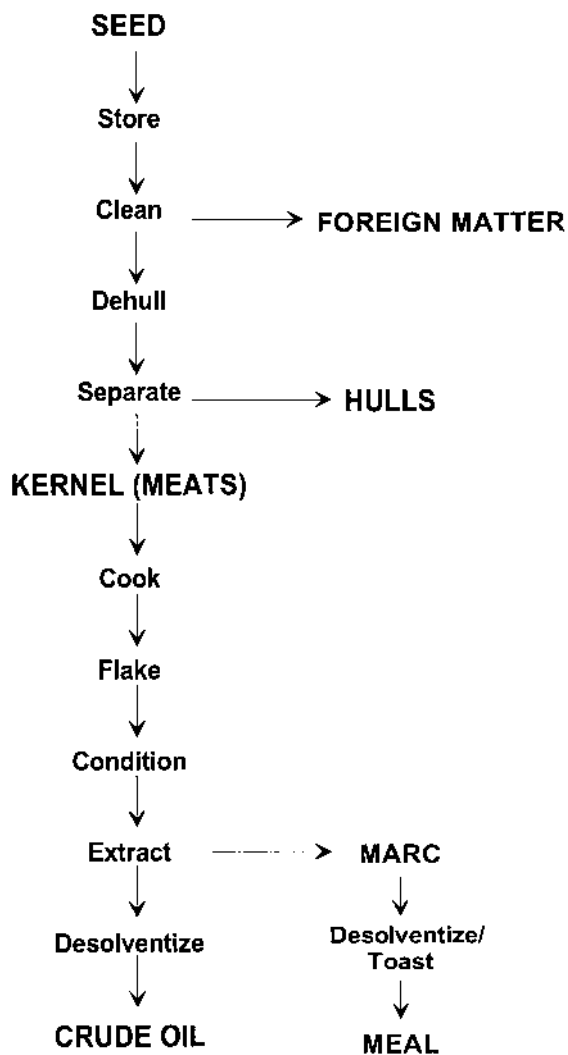 SEED
Store
Clean
FOREIGN MATTER
Dehull
Separate
HULLS
KERNEL (MEATS)
Cook
Flake
Condition
Extract
MARC
Desolventize
Desolventize/
Toast
CRUDE OIL
MEAL